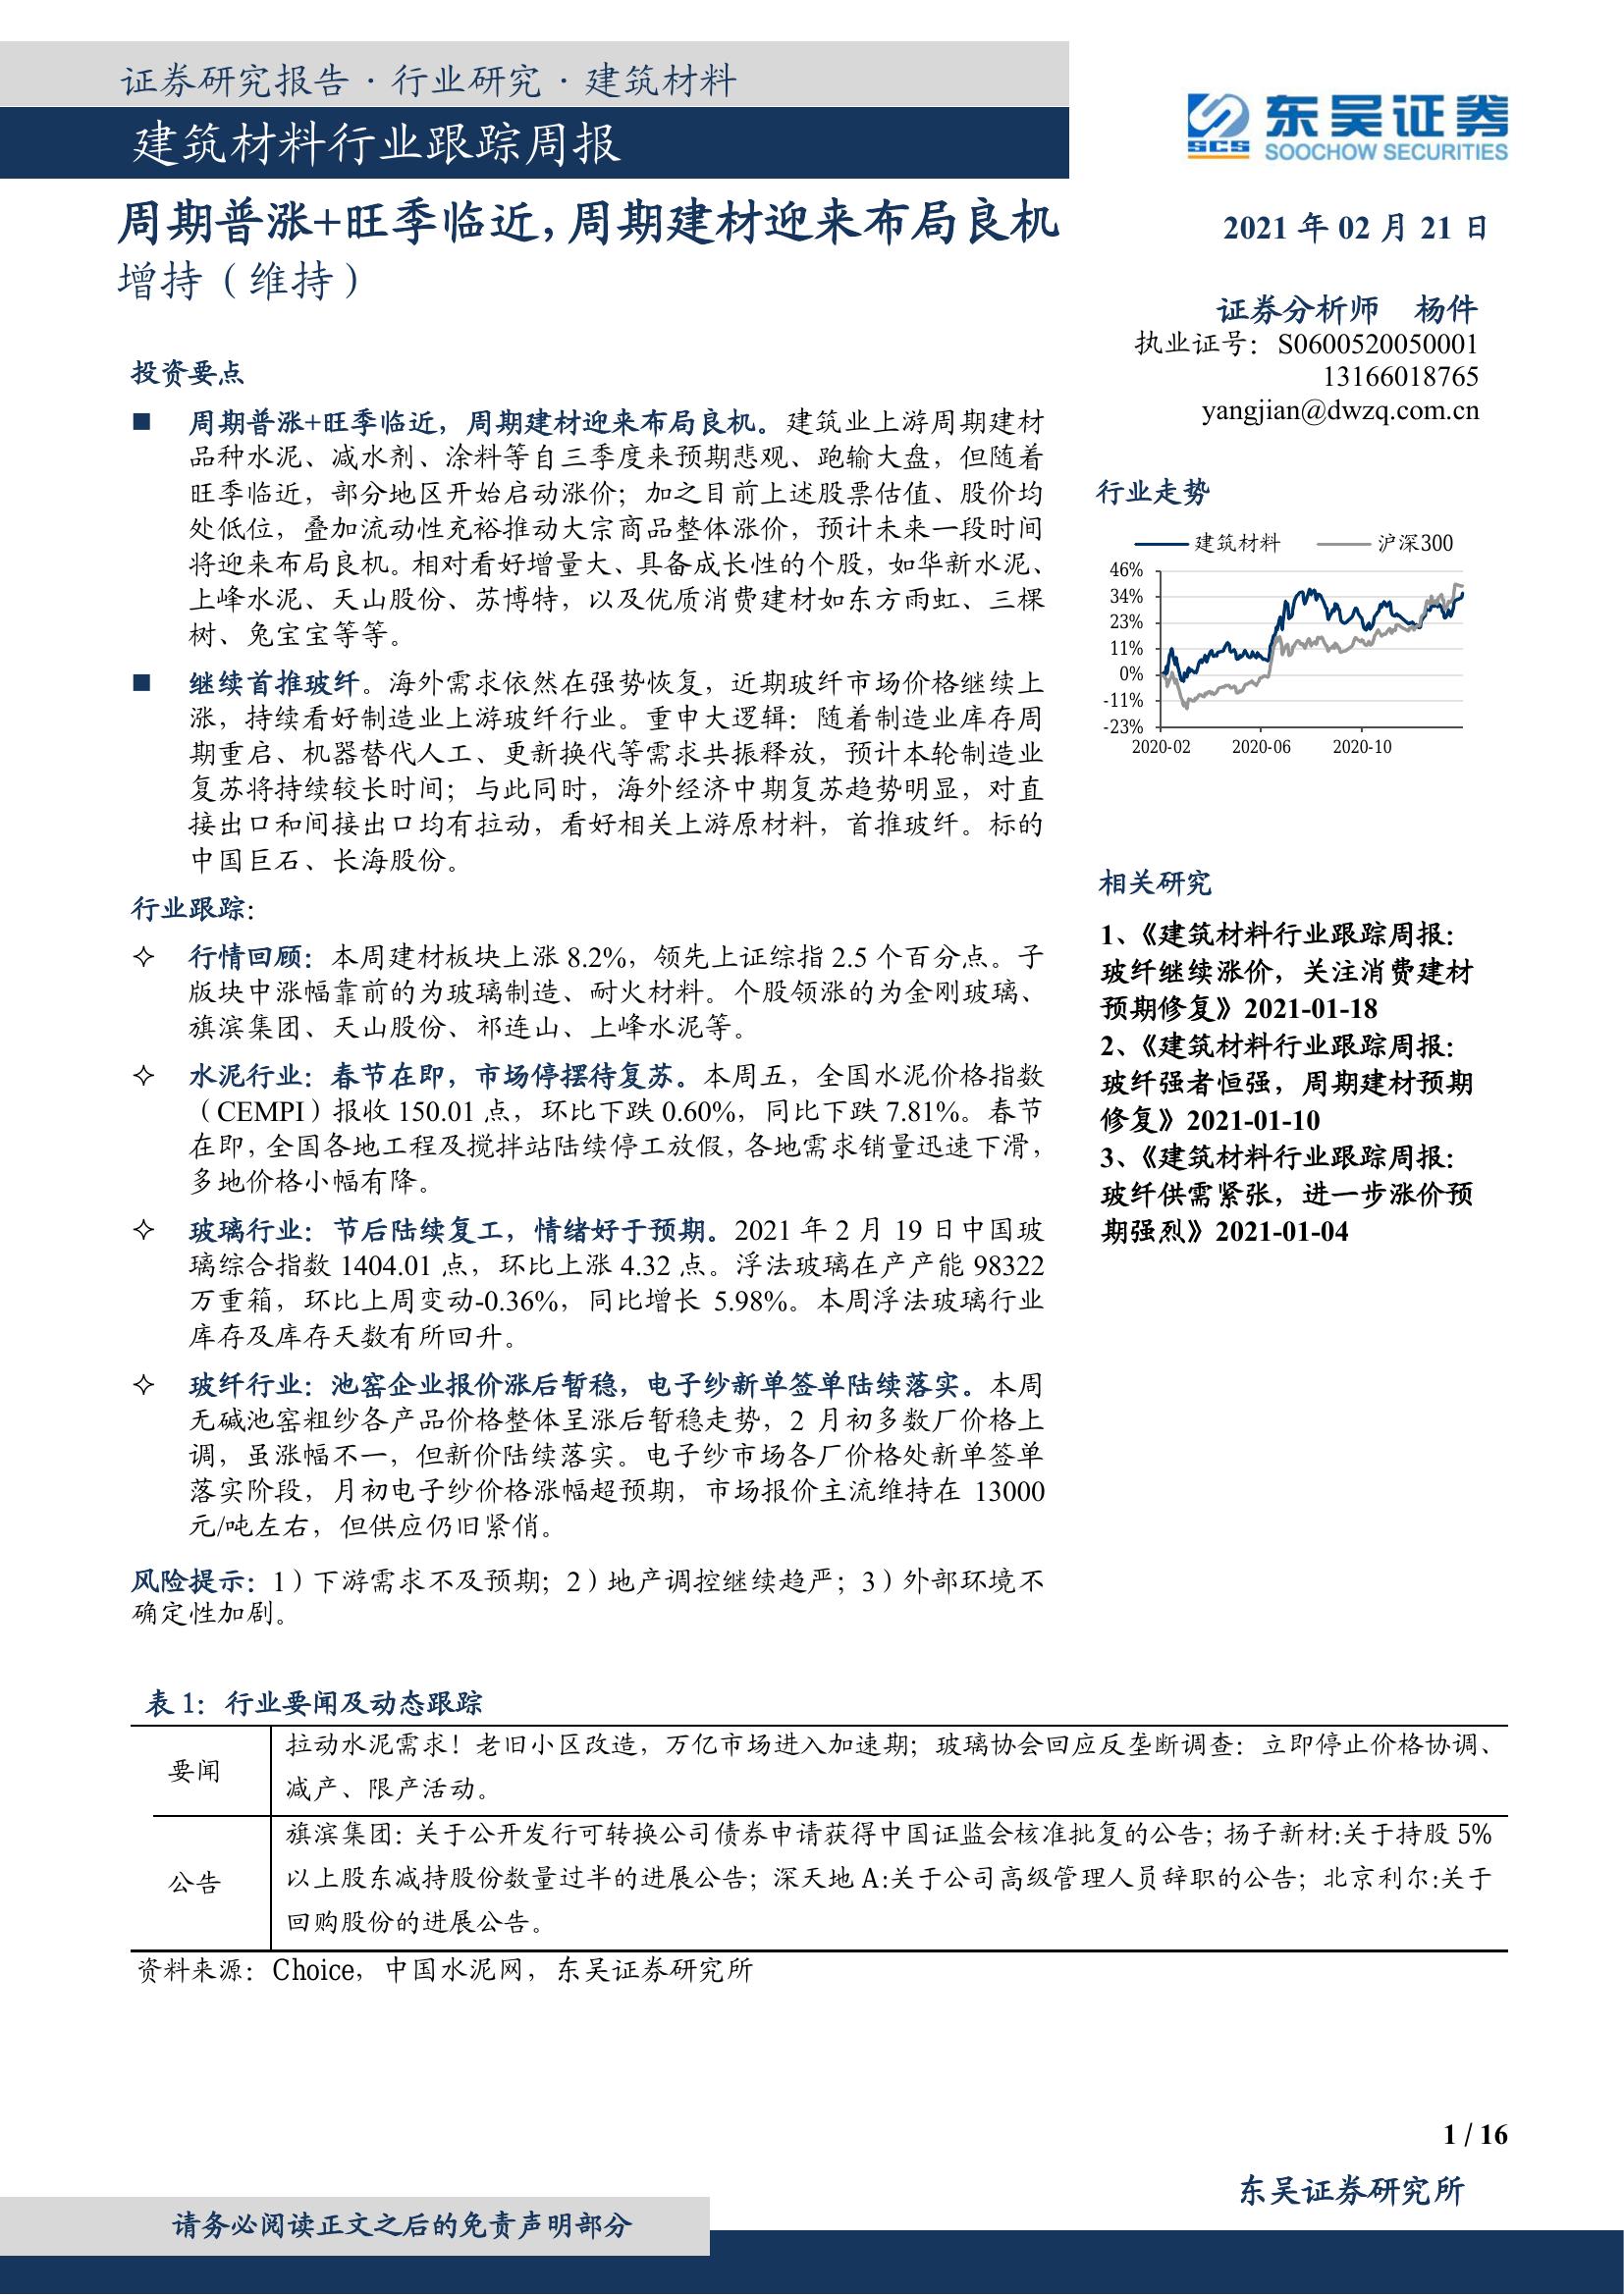 证券研究报告·行业研究·建筑材料
建筑材料行业跟踪周报
东吴证券
SCS
SOOCHOW SECURITIES
周期普涨+旺季临近，周期建材迎来布局良机
增持（维持）
2021 年 02 月 21 日
证券分析师 杨件
执业证号：S0600520050001
13166018765
yangjian@dwzq.com.cn
投资要点
■ 周期普涨+旺季临近，周期建材迎来布局良机。建筑业上游周期建材
品种水泥、减水剂、涂料等自三季度来预期悲观、跑输大盘，但随着
旺季临近，部分地区开始启动涨价；加之目前上述股票估值、股价均
处低位，叠加流动性充裕推动大宗商品整体涨价，预计未来一段时间
将迎来布局良机。相对看好增量大、具备成长性的个股，如华新水泥、
上峰水泥、天山股份、苏博特，以及优质消费建材如东方雨虹、三棵
树、兔宝宝等等。
■ 继续首推玻纤。海外需求依然在强势恢复，近期玻纤市场价格继续上
涨，持续看好制造业上游玻纤行业。重申大逻辑：随着制造业库存周
期重启、机器替代人工、更新换代等需求共振释放，预计本轮制造业
复苏将持续较长时间；与此同时，海外经济中期复苏趋势明显，对直
接出口和间接出口均有拉动，看好相关上游原材料，首推玻纤。标的
中国巨石、长海股份。
行业跟踪：
✧ 行情回顾：本周建材板块上涨 8.2%，领先上证综指 2.5 个百分点。子
版块中涨幅靠前的为玻璃制造、耐火材料。个股领涨的为金刚玻璃、
旗滨集团、天山股份、祁连山、上峰水泥等。
✧ 水泥行业：春节在即，市场停摆待复苏。本周五，全国水泥价格指数
（CEMPI）报收 150.01 点，环比下跌 0.60%，同比下跌 7.81%。春节
在即，全国各地工程及搅拌站陆续停工放假，各地需求销量迅速下滑，
多地价格小幅有降。
✧ 玻璃行业：节后陆续复工，情绪好于预期。2021 年 2 月 19 日中国玻
璃综合指数 1404.01 点，环比上涨 4.32 点。浮法玻璃在产产能 98322
万重箱，环比上周变动-0.36%，同比增长 5.98%。本周浮法玻璃行业
库存及库存天数有所回升。
✧ 玻纤行业：池窑企业报价涨后暂稳，电子纱新单签单陆续落实。本周
无碱池窑粗纱各产品价格整体呈涨后暂稳走势，2 月初多数厂价格上
调，虽涨幅不一，但新价陆续落实。电子纱市场各厂价格处新单签单
落实阶段，月初电子纱价格涨幅超预期，市场报价主流维持在 13000
元/吨左右，但供应仍旧紧俏。
风险提示：1）下游需求不及预期；2）地产调控继续趋严；3）外部环境不
确定性加剧。
行业走势
建筑材料 沪深300
46%
34%
23%
11%
0%
-11%
-23%
2020-02 2020-06 2020-10
相关研究
1、《建筑材料行业跟踪周报：
玻纤继续涨价，关注消费建材
预期修复》2021-01-18
2、《建筑材料行业跟踪周报：
玻纤强者恒强，周期建材预期
修复》2021-01-10
3、《建筑材料行业跟踪周报：
玻纤供需紧张，进一步涨价预
期强烈》2021-01-04
表 1：行业要闻及动态跟踪
要闻
拉动水泥需求！老旧小区改造，万亿市场进入加速期；玻璃协会回应反垄断调查：立即停止价格协调、
减产、限产活动。
公告
旗滨集团：关于公开发行可转换公司债券申请获得中国证监会核准批复的公告；扬子新材:关于持股 5%
以上股东减持股份数量过半的进展公告；深天地 A:关于公司高级管理人员辞职的公告；北京利尔:关于
回购股份的进展公告。
资料来源：Choice，中国水泥网，东吴证券研究所
1 / 16
东吴证券研究所
请务必阅读正文之后的免责声明部分